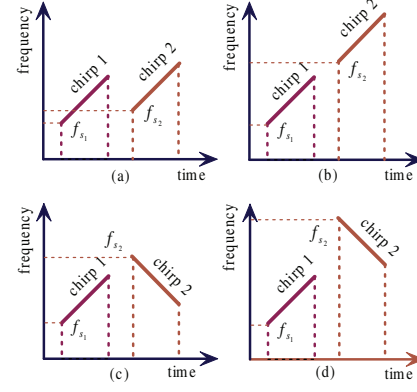 frequency
chirp 1
chirp 2
f_{s_1}
f_{s_2}
(a)
time
frequency
chirp 1
chirp 2
f_{s_1}
f_{s_2}
(b)
time
frequency
chirp 1
chirp 2
f_{s_2}
f_{s_1}
(c)
time
frequency
chirp 1
chirp 2
f_{s_2}
f_{s_1}
(d)
time